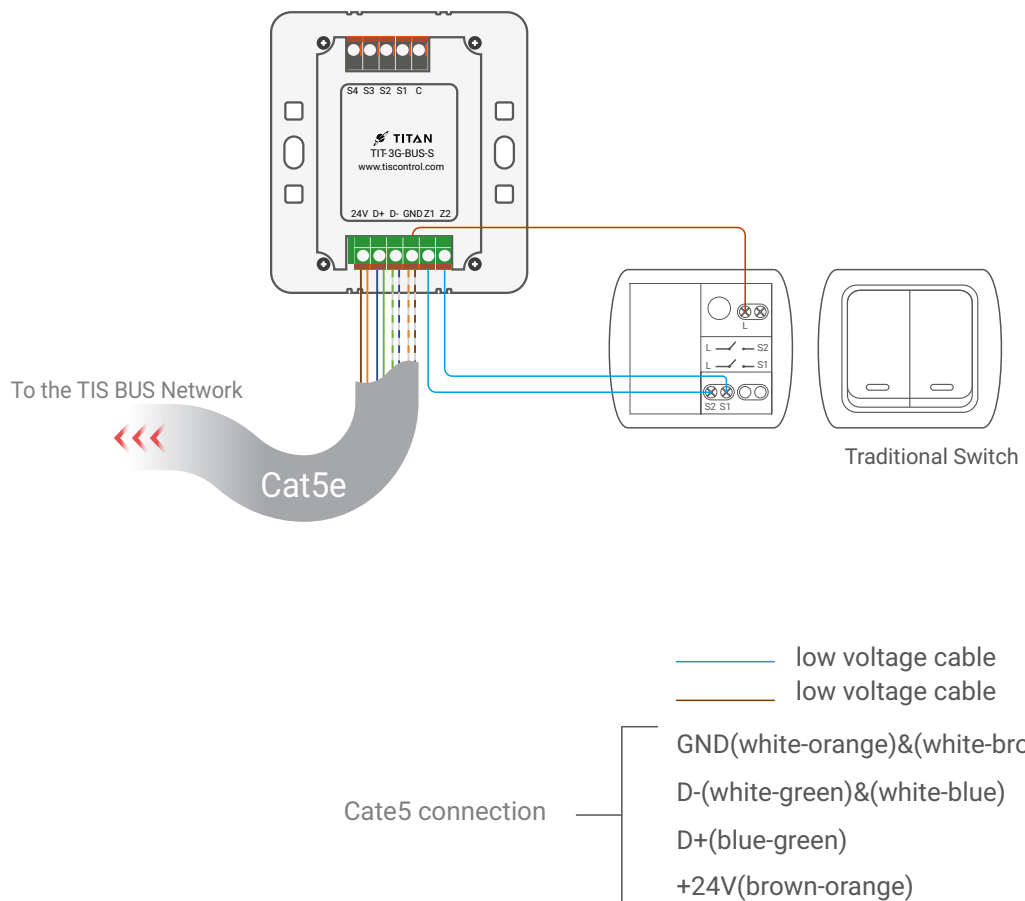 S4 S3 S2 S1 C
TITAN
TIT-3G-BUS-S
www.tiscontrol.com
24V D+ D- GND Z1 Z2
L
L S2
L S1
S2 S1
To the TIS BUS Network
Cat5e
Traditional Switch
low voltage cable
low voltage cable
GND(white-orange)&(white-bro
Cate5 connection
D-(white-green)&(white-blue)
D+(blue-green)
+24V(brown-orange)